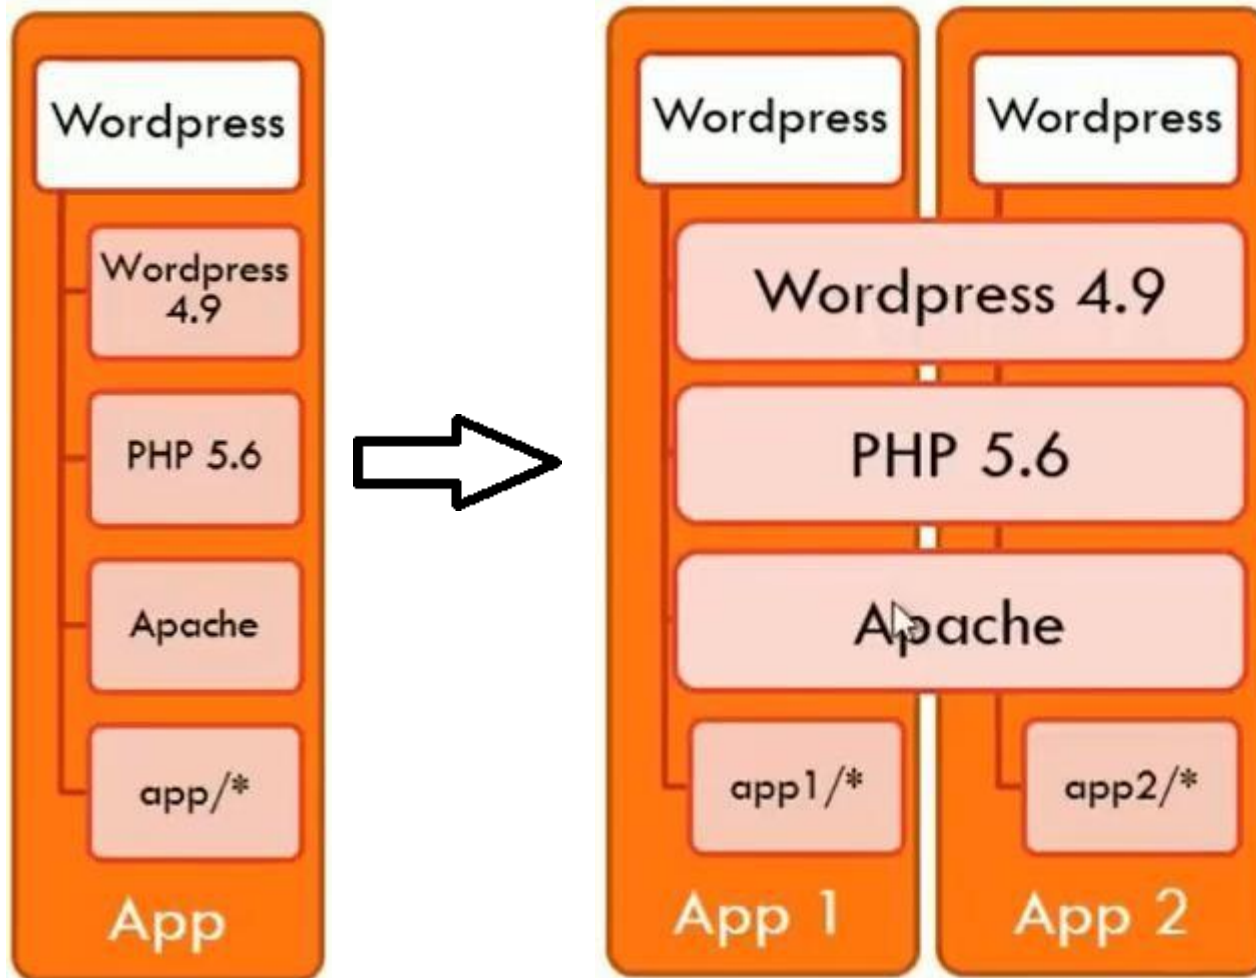 Wordpress
Wordpress
4.9
PHP 5.6
Apache
app/*
App
Wordpress
Wordpress
Wordpress 4.9
PHP 5.6
Apache
app1/*
app2/*
App 1
App 2